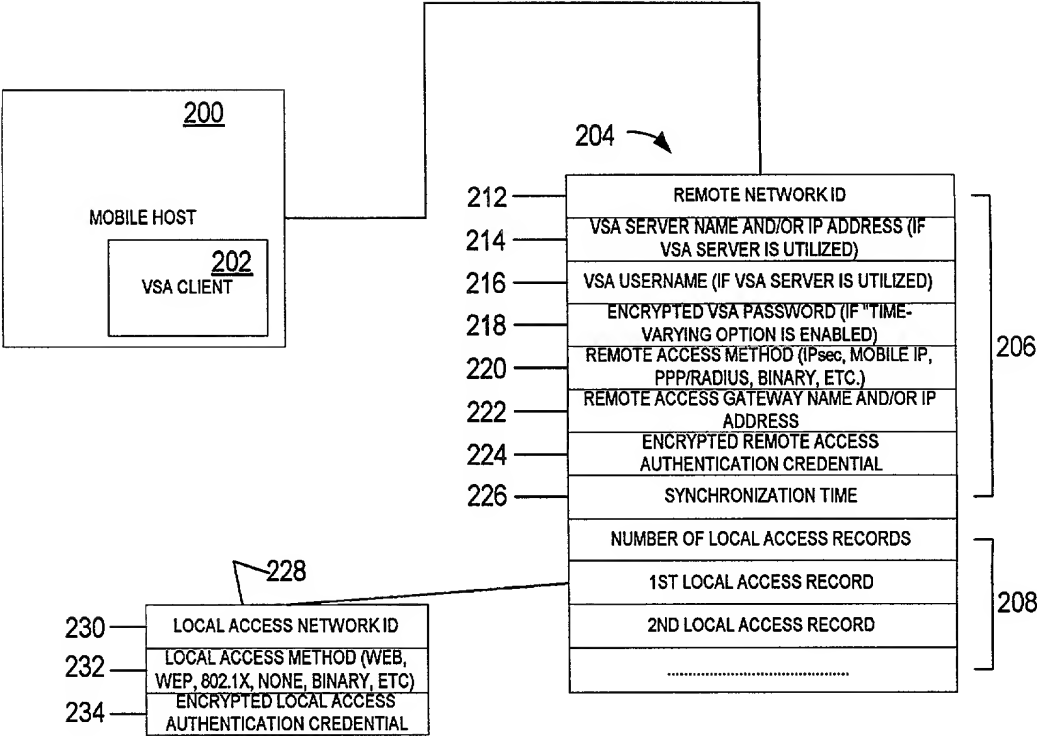 200
MOBILE HOST
202
VSA CLIENT
204
212
REMOTE NETWORK ID
214
VSA SERVER NAME AND/OR IP ADDRESS (IF
VSA SERVER IS UTILIZED)
216
VSA USERNAME (IF VSA SERVER IS UTILIZED)
218
ENCRYPTED VSA PASSWORD (IF "TIME-
VARYING OPTION IS ENABLED)
220
REMOTE ACCESS METHOD (IPsec, MOBILE IP,
PPP/RADIUS, BINARY, ETC.)
222
REMOTE ACCESS GATEWAY NAME AND/OR IP
ADDRESS
224
ENCRYPTED REMOTE ACCESS
AUTHENTICATION CREDENTIAL
226
SYNCHRONIZATION TIME
206
NUMBER OF LOCAL ACCESS RECORDS
1ST LOCAL ACCESS RECORD
2ND LOCAL ACCESS RECORD
..............................
208
228
230
LOCAL ACCESS NETWORK ID
232
LOCAL ACCESS METHOD (WEB,
WEP, 802.1X, NONE, BINARY, ETC)
234
ENCRYPTED LOCAL ACCESS
AUTHENTICATION CREDENTIAL